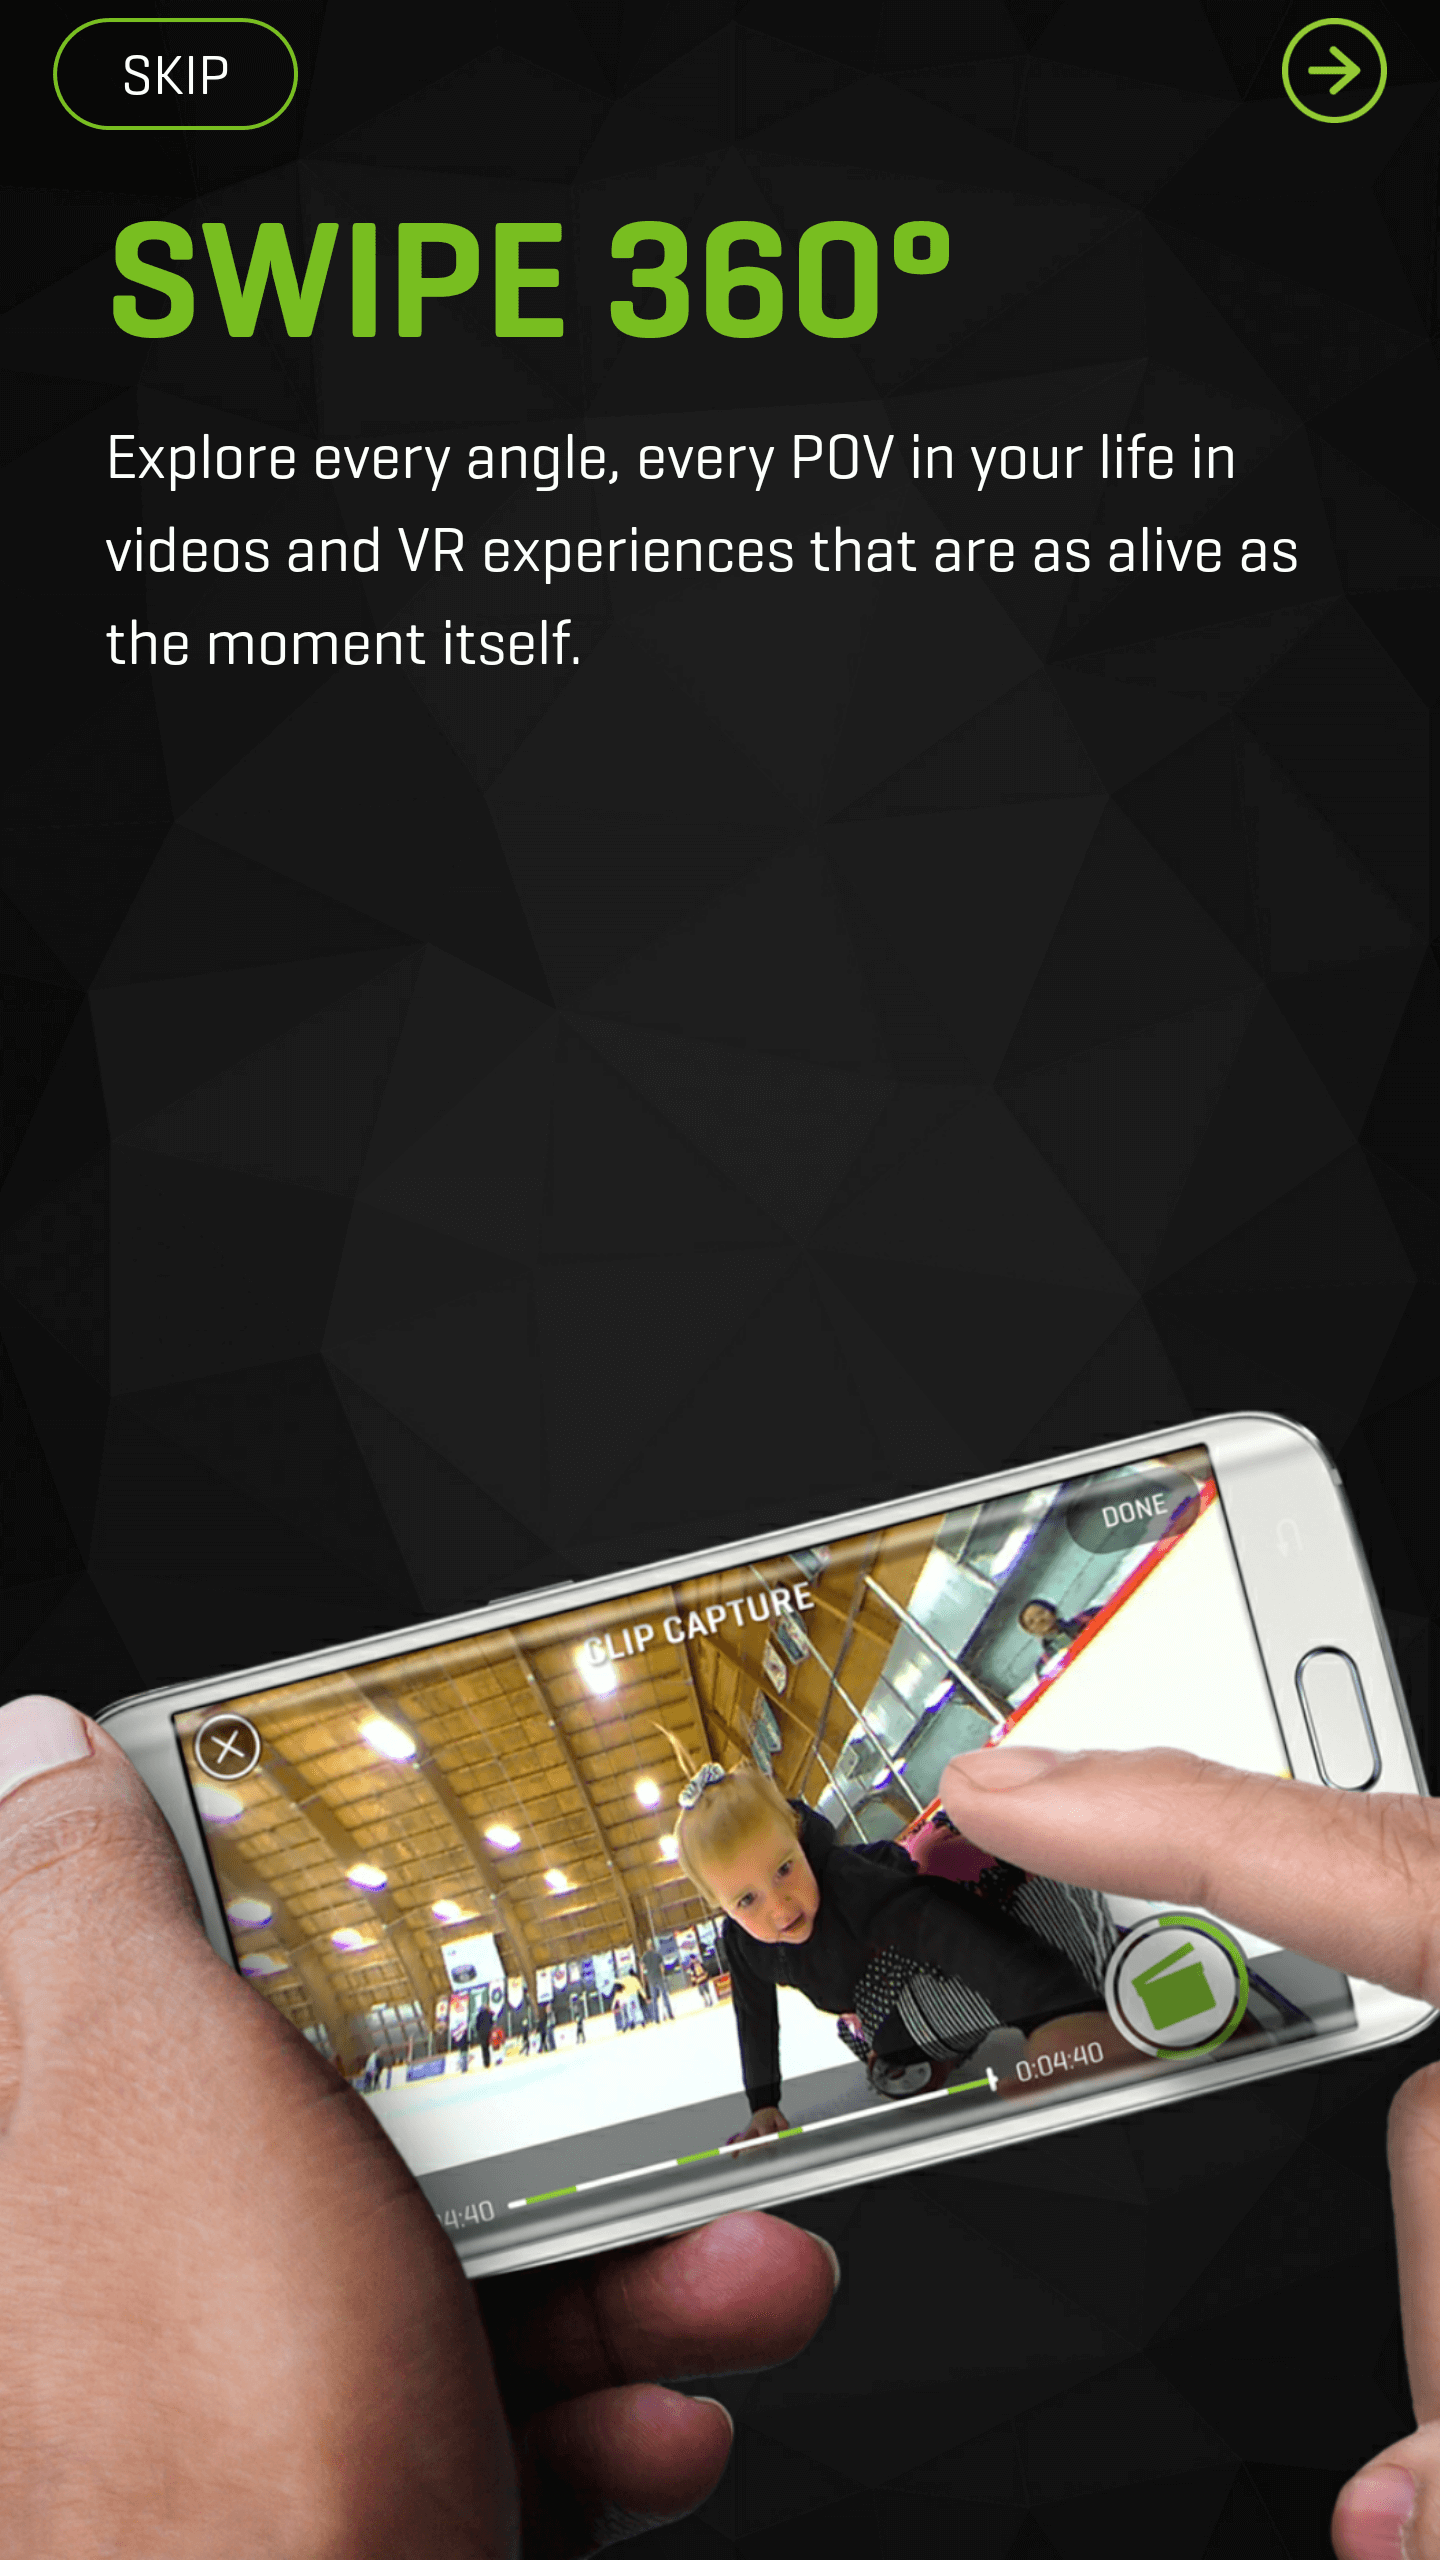 SKIP
SWIPE 360°
Explore every angle, every POV in your life in
videos and VR experiences that are as alive as
the moment itself.
DONE
CLIP CAPTURE
0:04:40
4:40